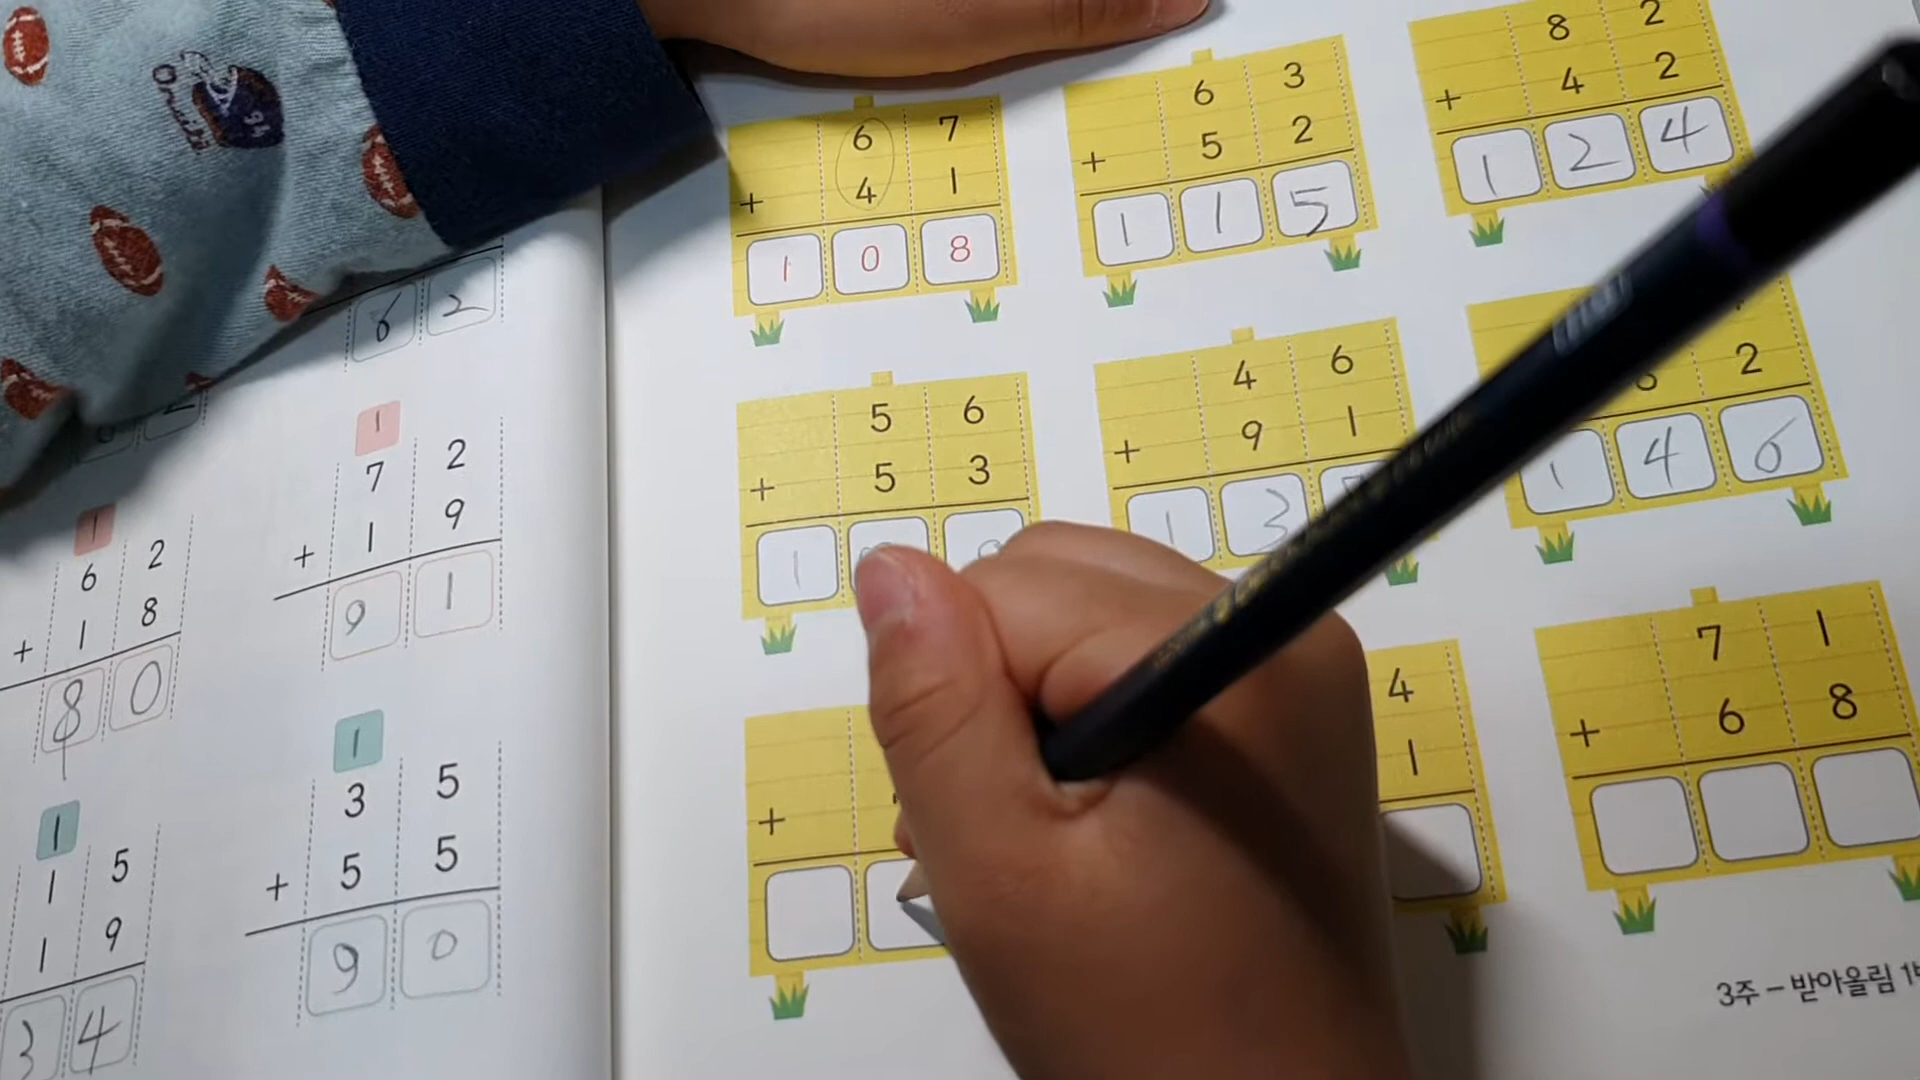 6 2
1
7 2
+ 1 9
9 1
1
6 2
+ 1 8
8 0
1
3 5
+ 5 5
9 0
1
1 5
1 9
3 4
94
6 7
+ 4 1
1 0 8
6 3
+ 5 2
1 1 5
8 2
+ 4 2
1 2 4
5 6
+ 5 3
1
4 6
+ 9 1
1 3
2
1 4 6
+
4
1
7 1
+ 6 8
3주 – 받아올림 1